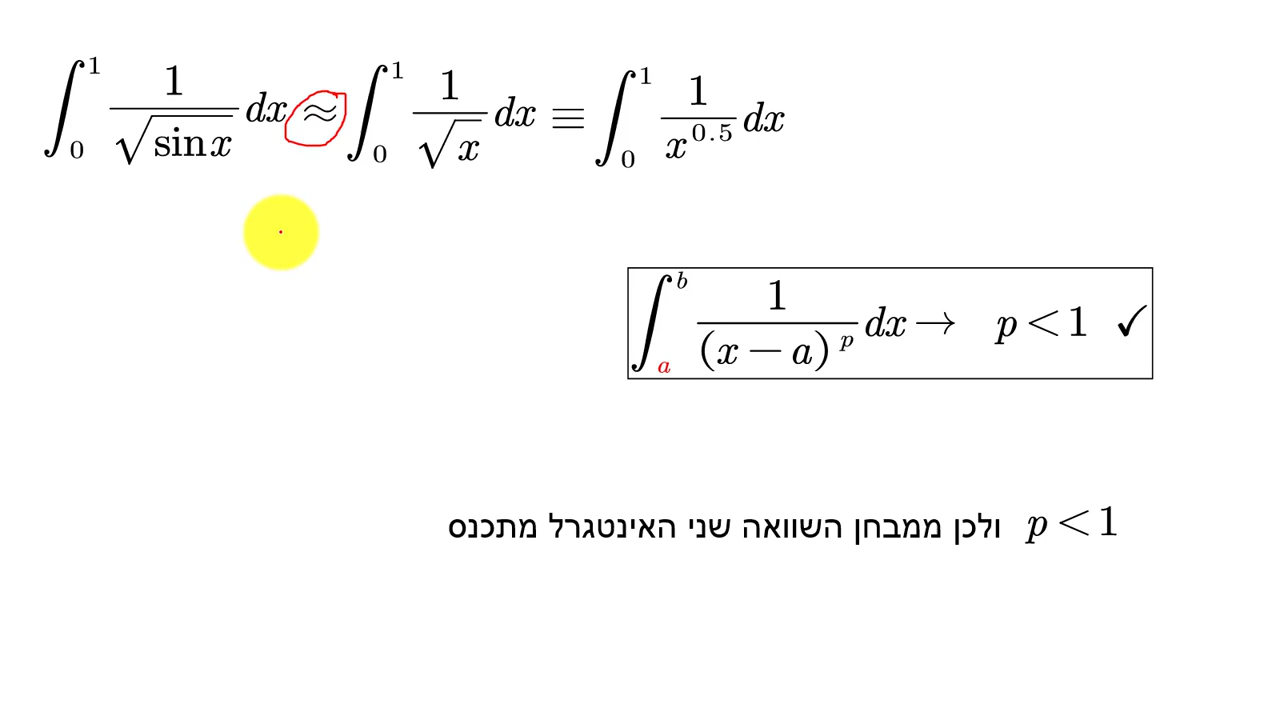 ∫₀¹ 1/√(sin x) dx ≈ ∫₀¹ 1/√x dx ≡ ∫₀¹ 1/x^0.5 dx
∫ₐᵇ 1/(x − a)^p dx → p < 1 ✓
p < 1 ולכן ממבחן השוואה שני האינטגרל מתכנס